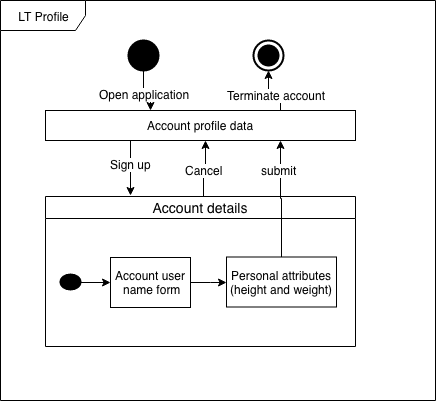 LT Profile
Open application
Terminate account
Account profile data
Sign up
Cancel
submit
Account details
Account user
name form
Personal attributes
(height and weight)